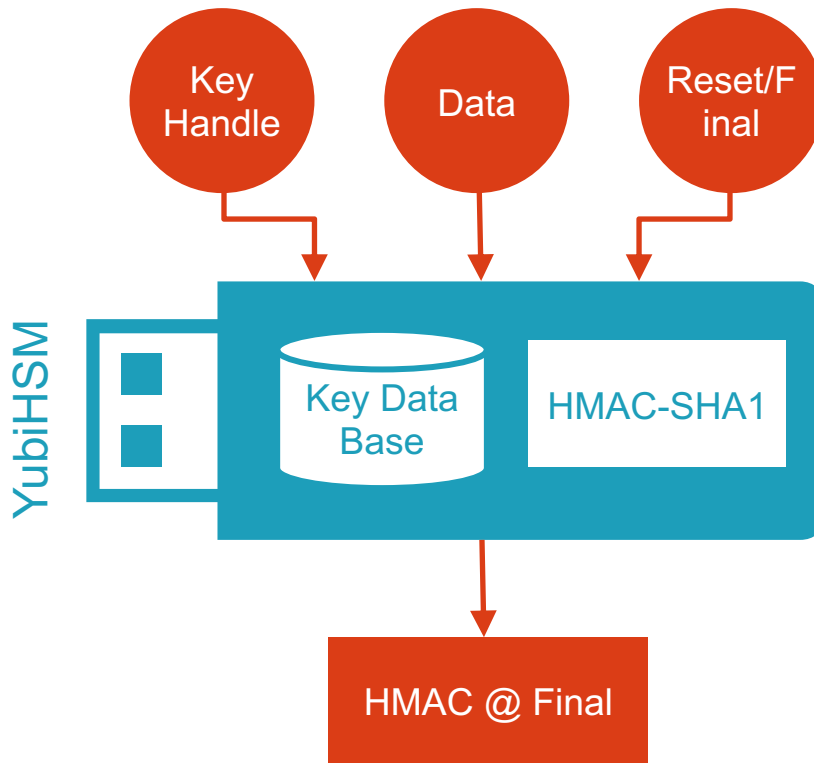 Key
Handle
Data
Reset/F
inal
YubiHSM
Key Data
Base
HMAC-SHA1
HMAC @ Final